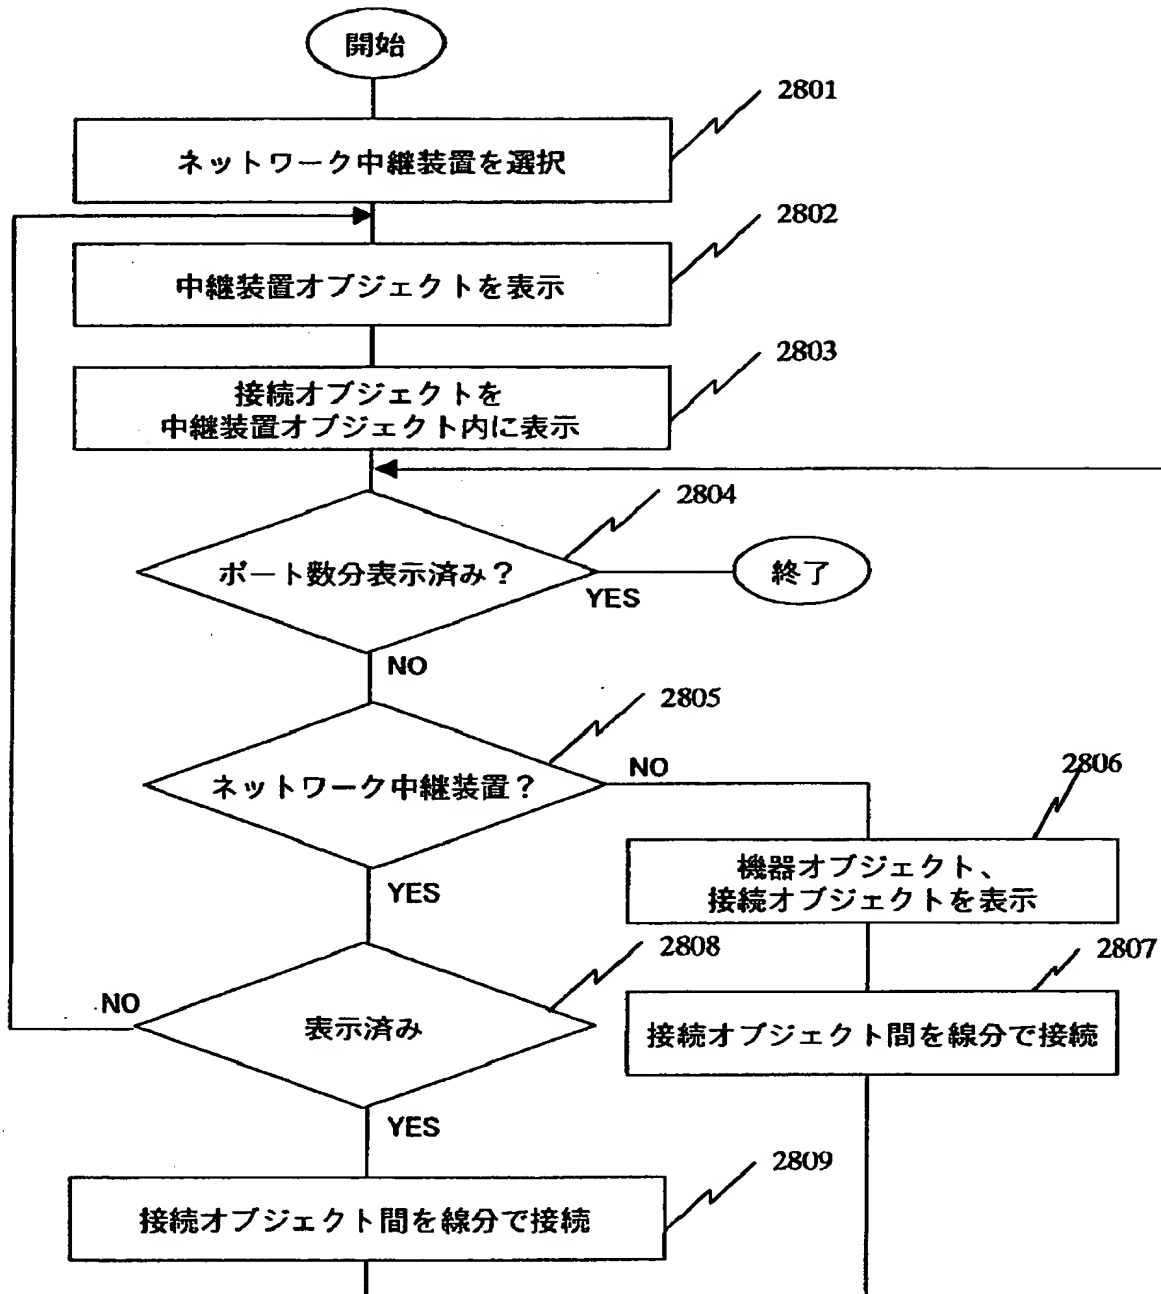 開始
2801
ネットワーク中継装置を選択
2802
中継装置オブジェクトを表示
2803
接続オブジェクトを
中継装置オブジェクト内に表示
2804
ポート数分表示済み？
YES
終了
NO
2805
ネットワーク中継装置？
NO
2806
機器オブジェクト、
接続オブジェクトを表示
YES
2808
2807
NO
表示済み
接続オブジェクト間を線分で接続
YES
2809
接続オブジェクト間を線分で接続